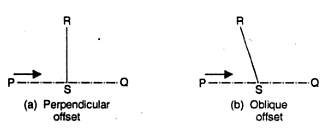 R
R
P S Q
P S Q
(a) Perpendicular
offset
(b) Oblique
offset